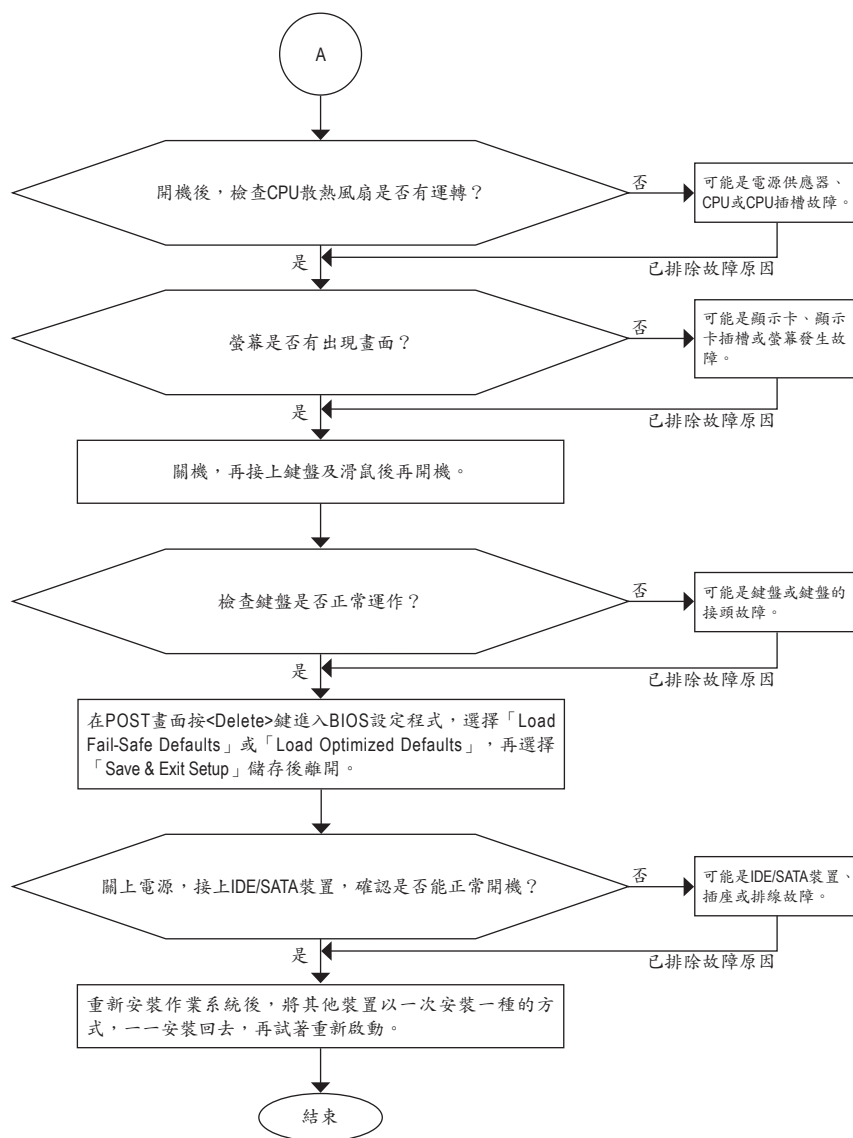 A
開機後，檢查CPU散熱風扇是否有運轉？
否
可能是電源供應器、
CPU或CPU插槽故障。
是
已排除故障原因
螢幕是否有出現畫面？
否
可能是顯示卡、顯示
卡插槽或螢幕發生故
障。
是
已排除故障原因
關機，再接上鍵盤及滑鼠後再開機。
檢查鍵盤是否正常運作？
否
可能是鍵盤或鍵盤的
接頭故障。
是
已排除故障原因
在POST畫面按<Delete>鍵進入BIOS設定程式，選擇「Load
Fail-Safe Defaults」或「Load Optimized Defaults」，再選擇
「Save & Exit Setup」儲存後離開。
關上電源，接上IDE/SATA裝置，確認是否能正常開機？
否
可能是IDE/SATA裝置、
插座或排線故障。
是
已排除故障原因
重新安裝作業系統後，將其他裝置以一次安裝一種的方
式，一一安裝回去，再試著重新啟動。
結束